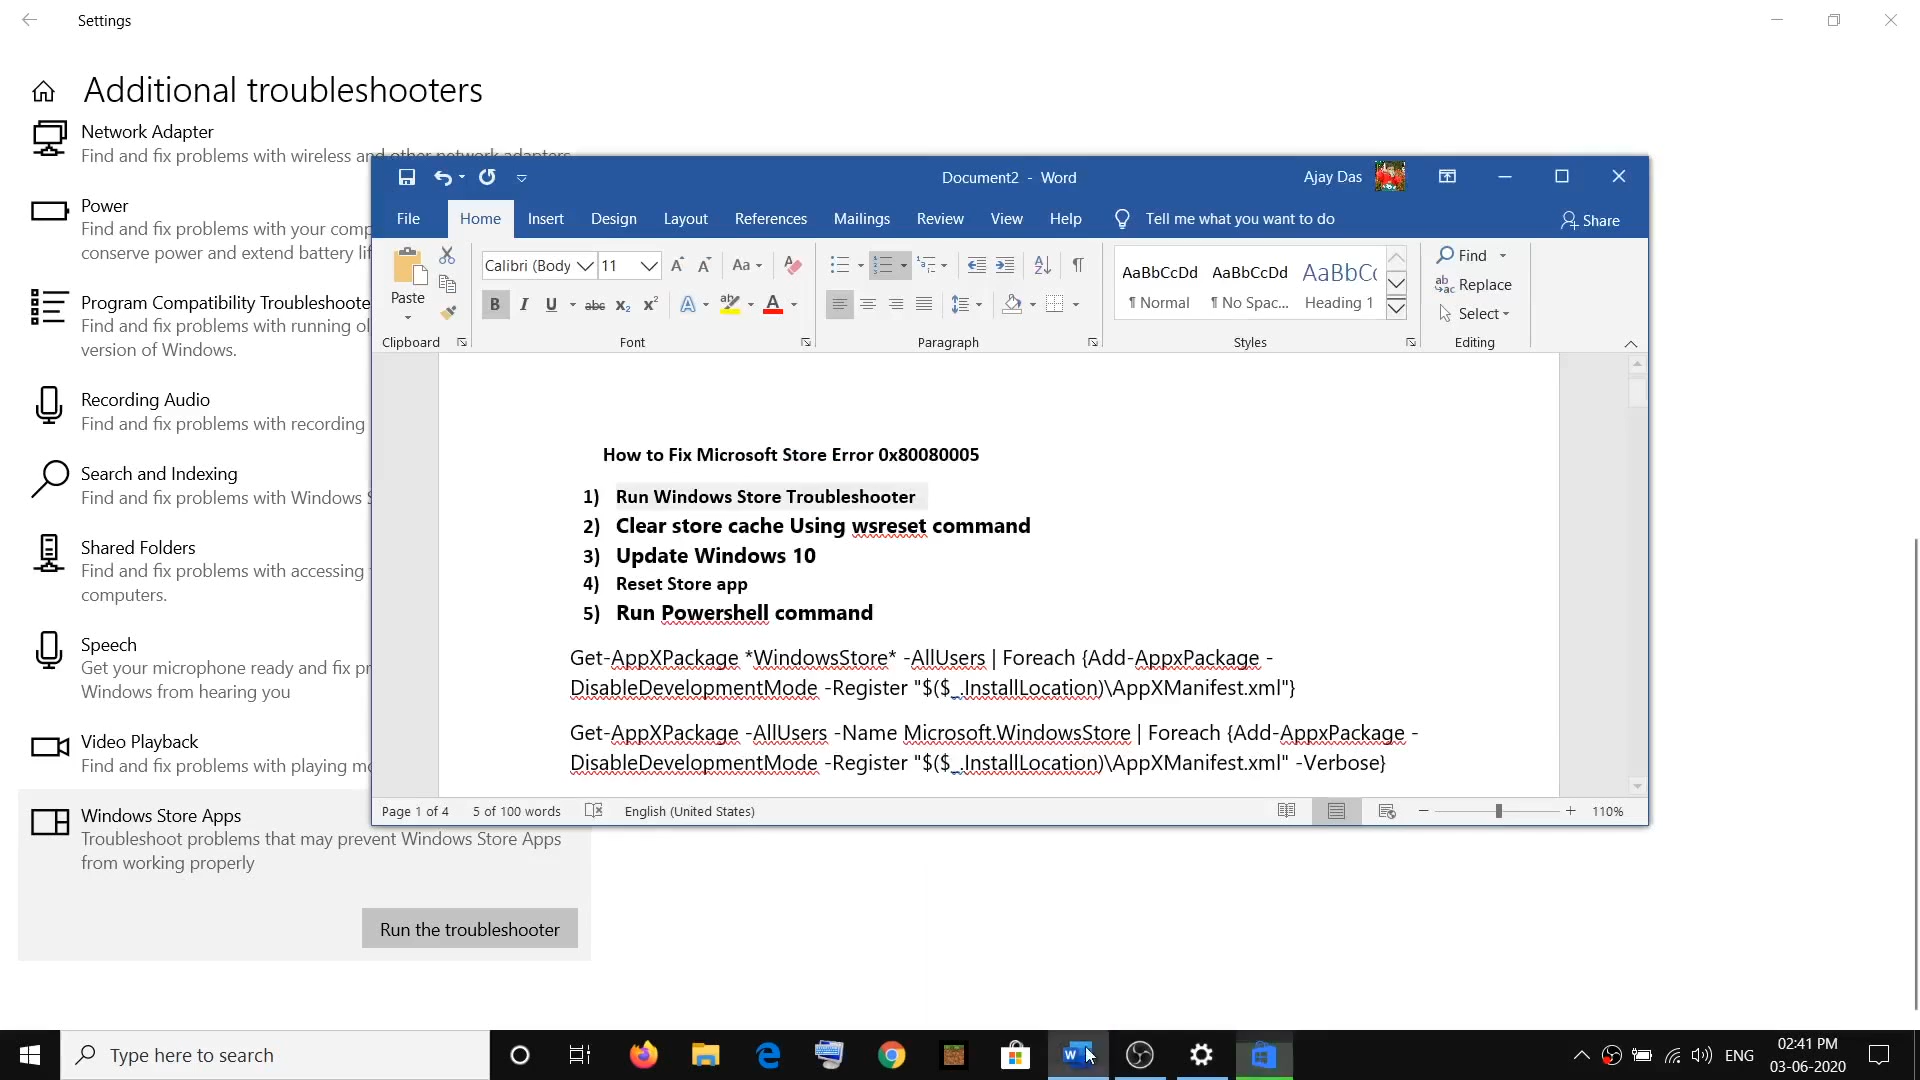 Settings
Additional troubleshooters
Network Adapter
Find and fix problems with wireless and other network adapters.
Power
Find and fix problems with your comp
conserve power and extend battery lif
Program Compatibility Troubleshoote
Find and fix problems with running ol
version of Windows.
Recording Audio
Find and fix problems with recording
Search and Indexing
Find and fix problems with Windows S
Shared Folders
Find and fix problems with accessing
computers.
Speech
Get your microphone ready and fix pr
Windows from hearing you
Video Playback
Find and fix problems with playing mo
Windows Store Apps
Troubleshoot problems that may prevent Windows Store Apps
from working properly
Run the troubleshooter
Document2 - Word
Ajay Das
File Home Insert Design Layout References Mailings Review View Help Tell me what you want to do Share
Paste
Clipboard
Calibri (Body 11
Aa
B I U abc x₂ x² A ab A
Font
Paragraph
AaBbCcDd AaBbCcDd AaBbCc
¶ Normal ¶ No Spac... Heading 1
Styles
Find
Replace
Select
Editing
How to Fix Microsoft Store Error 0x80080005
1) Run Windows Store Troubleshooter
2) Clear store cache Using wsreset command
3) Update Windows 10
4) Reset Store app
5) Run Powershell command
Get-AppXPackage *WindowsStore* -AllUsers | Foreach {Add-AppxPackage -
DisableDevelopmentMode -Register "$($_.InstallLocation)\AppXManifest.xml"}
Get-AppXPackage -AllUsers -Name Microsoft.WindowsStore | Foreach {Add-AppxPackage -
DisableDevelopmentMode -Register "$($_.InstallLocation)\AppXManifest.xml" -Verbose}
Page 1 of 4 5 of 100 words English (United States) 110%
Type here to search
ENG
02:41 PM
03-06-2020